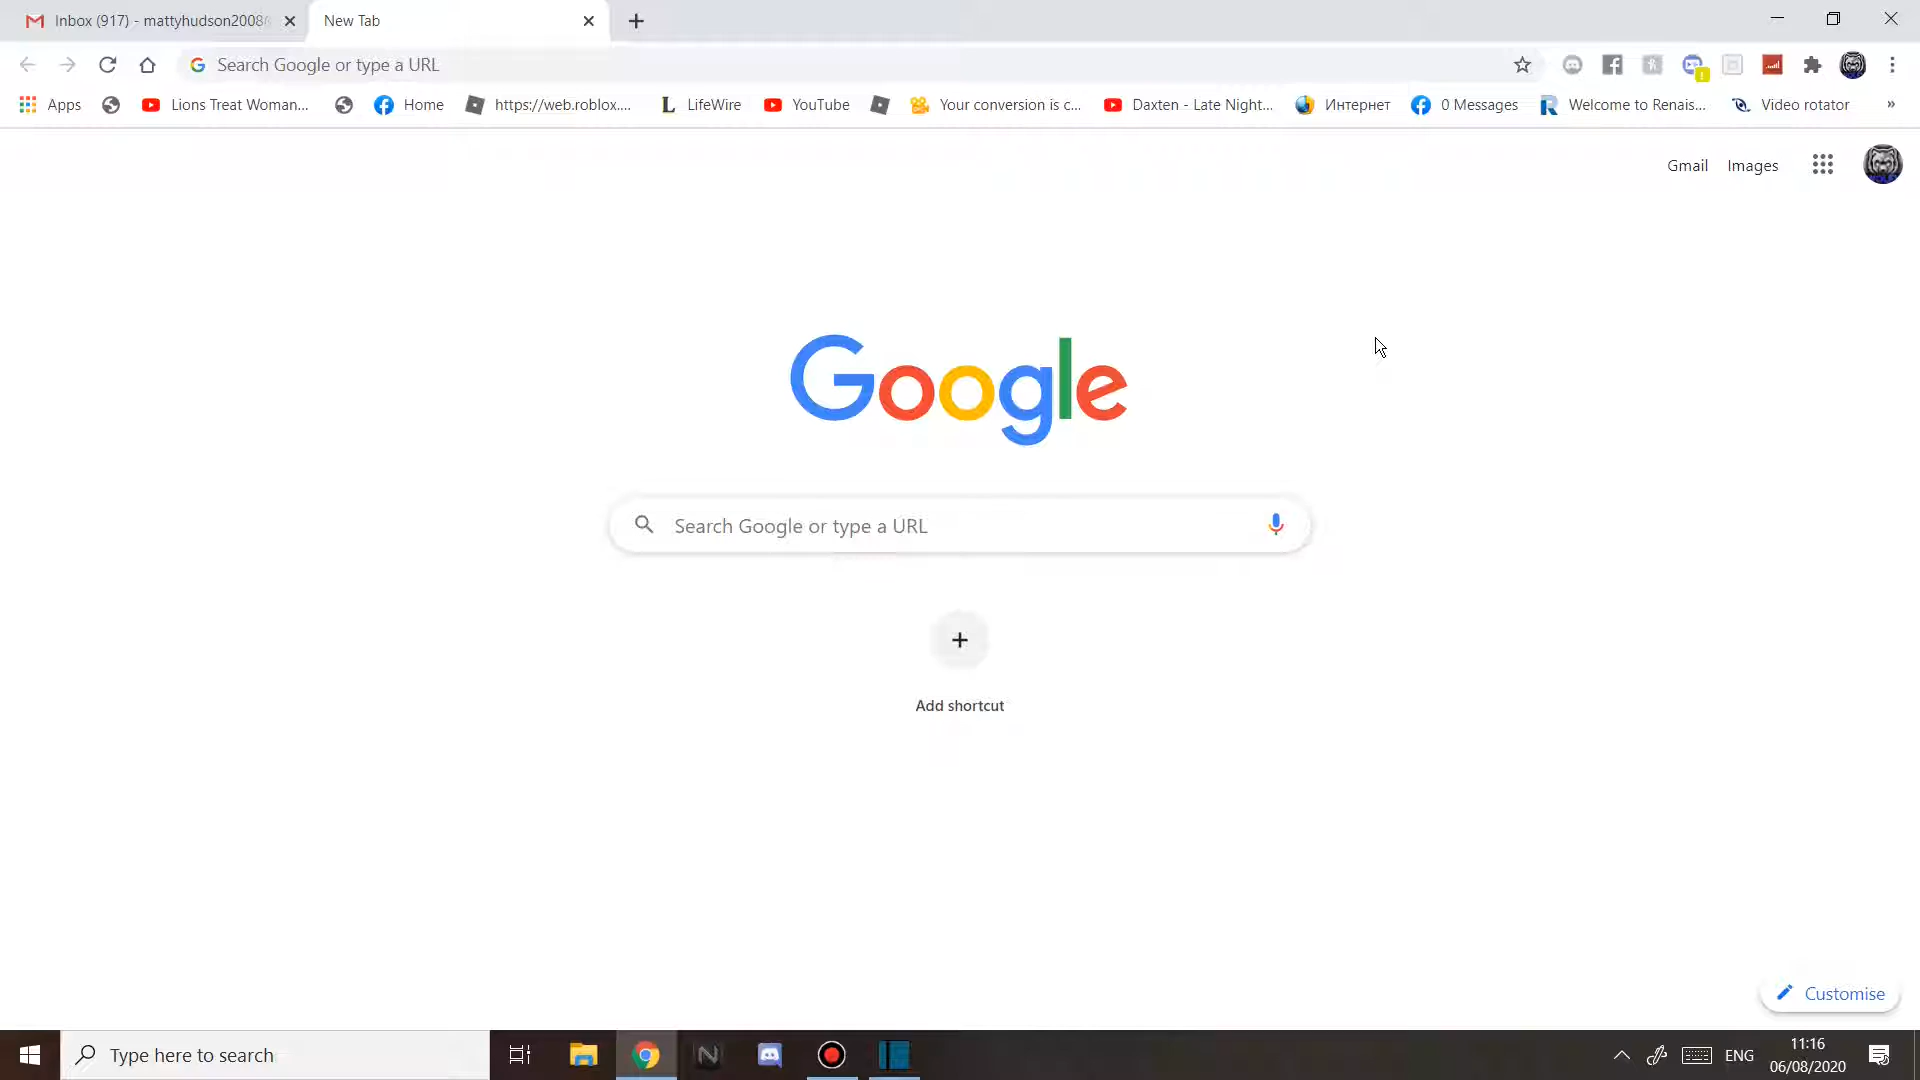 Inbox (917) - mattyhudson2008
New Tab
Search Google or type a URL
Apps
Lions Treat Woman...
Home
https://web.roblox....
LifeWire
YouTube
Your conversion is c...
Daxten - Late Night...
Интернет
0 Messages
Welcome to Renais...
Video rotator
»
Gmail
Images
Google
Search Google or type a URL
Add shortcut
Customise
Type here to search
ENG
11:16
06/08/2020